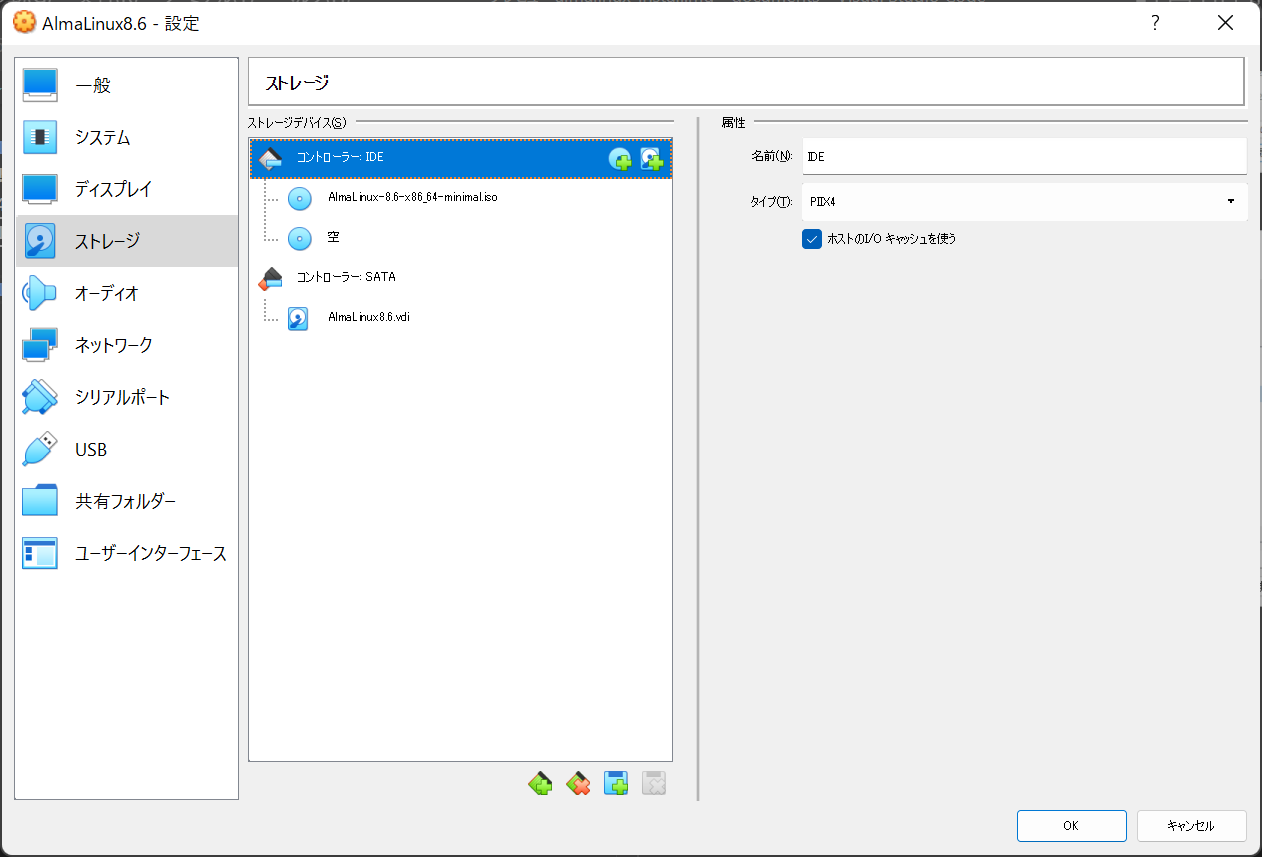 AlmaLinux8.6 - 設定
?
一般
システム
ディスプレイ
ストレージ
オーディオ
ネットワーク
シリアルポート
USB
共有フォルダー
ユーザーインターフェース
ストレージ
ストレージデバイス(S)
コントローラー: IDE
AlmaLinux-8.6-x86_64-minimal.iso
空
コントローラー: SATA
AlmaLinux8.6.vdi
属性
名前(N): IDE
タイプ(T): PIIX4
ホストのI/O キャッシュを使う
OK
キャンセル